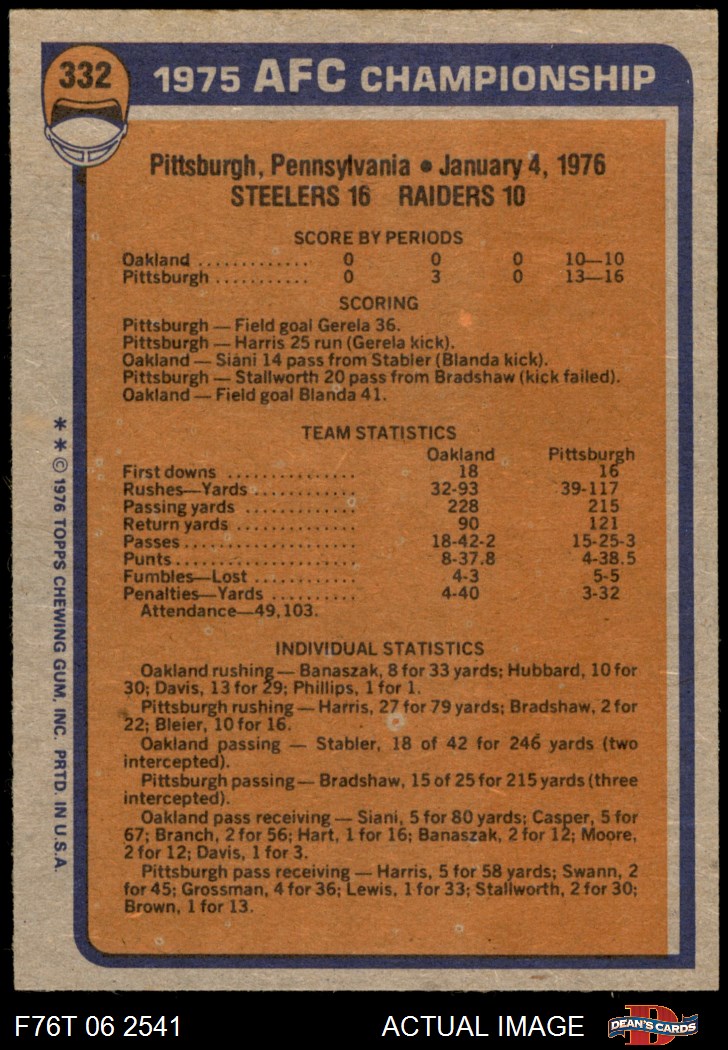 332
1975 AFC CHAMPIONSHIP
Pittsburgh, Pennsylvania • January 4, 1976
STEELERS 16 RAIDERS 10
SCORE BY PERIODS
Oakland ............. 0 0 0 10—10
Pittsburgh ........... 0 3 0 13—16
SCORING
Pittsburgh — Field goal Gerela 36.
Pittsburgh — Harris 25 run (Gerela kick).
Oakland — Siani 14 pass from Stabler (Blanda kick).
Pittsburgh — Stallworth 20 pass from Bradshaw (kick failed).
Oakland — Field goal Blanda 41.
TEAM STATISTICS
Oakland Pittsburgh
First downs ............... 18 16
Rushes—Yards ............ 32-93 39-117
Passing yards ............. 228 215
Return yards .............. 90 121
Passes .................... 18-42-2 15-25-3
Punts ..................... 8-37.8 4-38.5
Fumbles—Lost ............ 4-3 5-5
Penalties—Yards .......... 4-40 3-32
Attendance—49,103.
INDIVIDUAL STATISTICS
Oakland rushing — Banaszak, 8 for 33 yards; Hubbard, 10 for
30; Davis, 13 for 29; Phillips, 1 for 1.
Pittsburgh rushing — Harris, 27 for 79 yards; Bradshaw, 2 for
22; Bleier, 10 for 16.
Oakland passing — Stabler, 18 of 42 for 246 yards (two
intercepted).
Pittsburgh passing — Bradshaw, 15 of 25 for 215 yards (three
intercepted).
Oakland pass receiving — Siani, 5 for 80 yards; Casper, 5 for
67; Branch, 2 for 56; Hart, 1 for 16; Banaszak, 2 for 12; Moore,
2 for 12; Davis, 1 for 3.
Pittsburgh pass receiving — Harris, 5 for 58 yards; Swann, 2
for 45; Grossman, 4 for 36; Lewis, 1 for 33; Stallworth, 2 for 30;
Brown, 1 for 13.
* * © 1976 TOPPS CHEWING GUM, INC. PRTD. IN U.S.A.
F76T 06 2541 ACTUAL IMAGE
D
DEAN'S CARDS